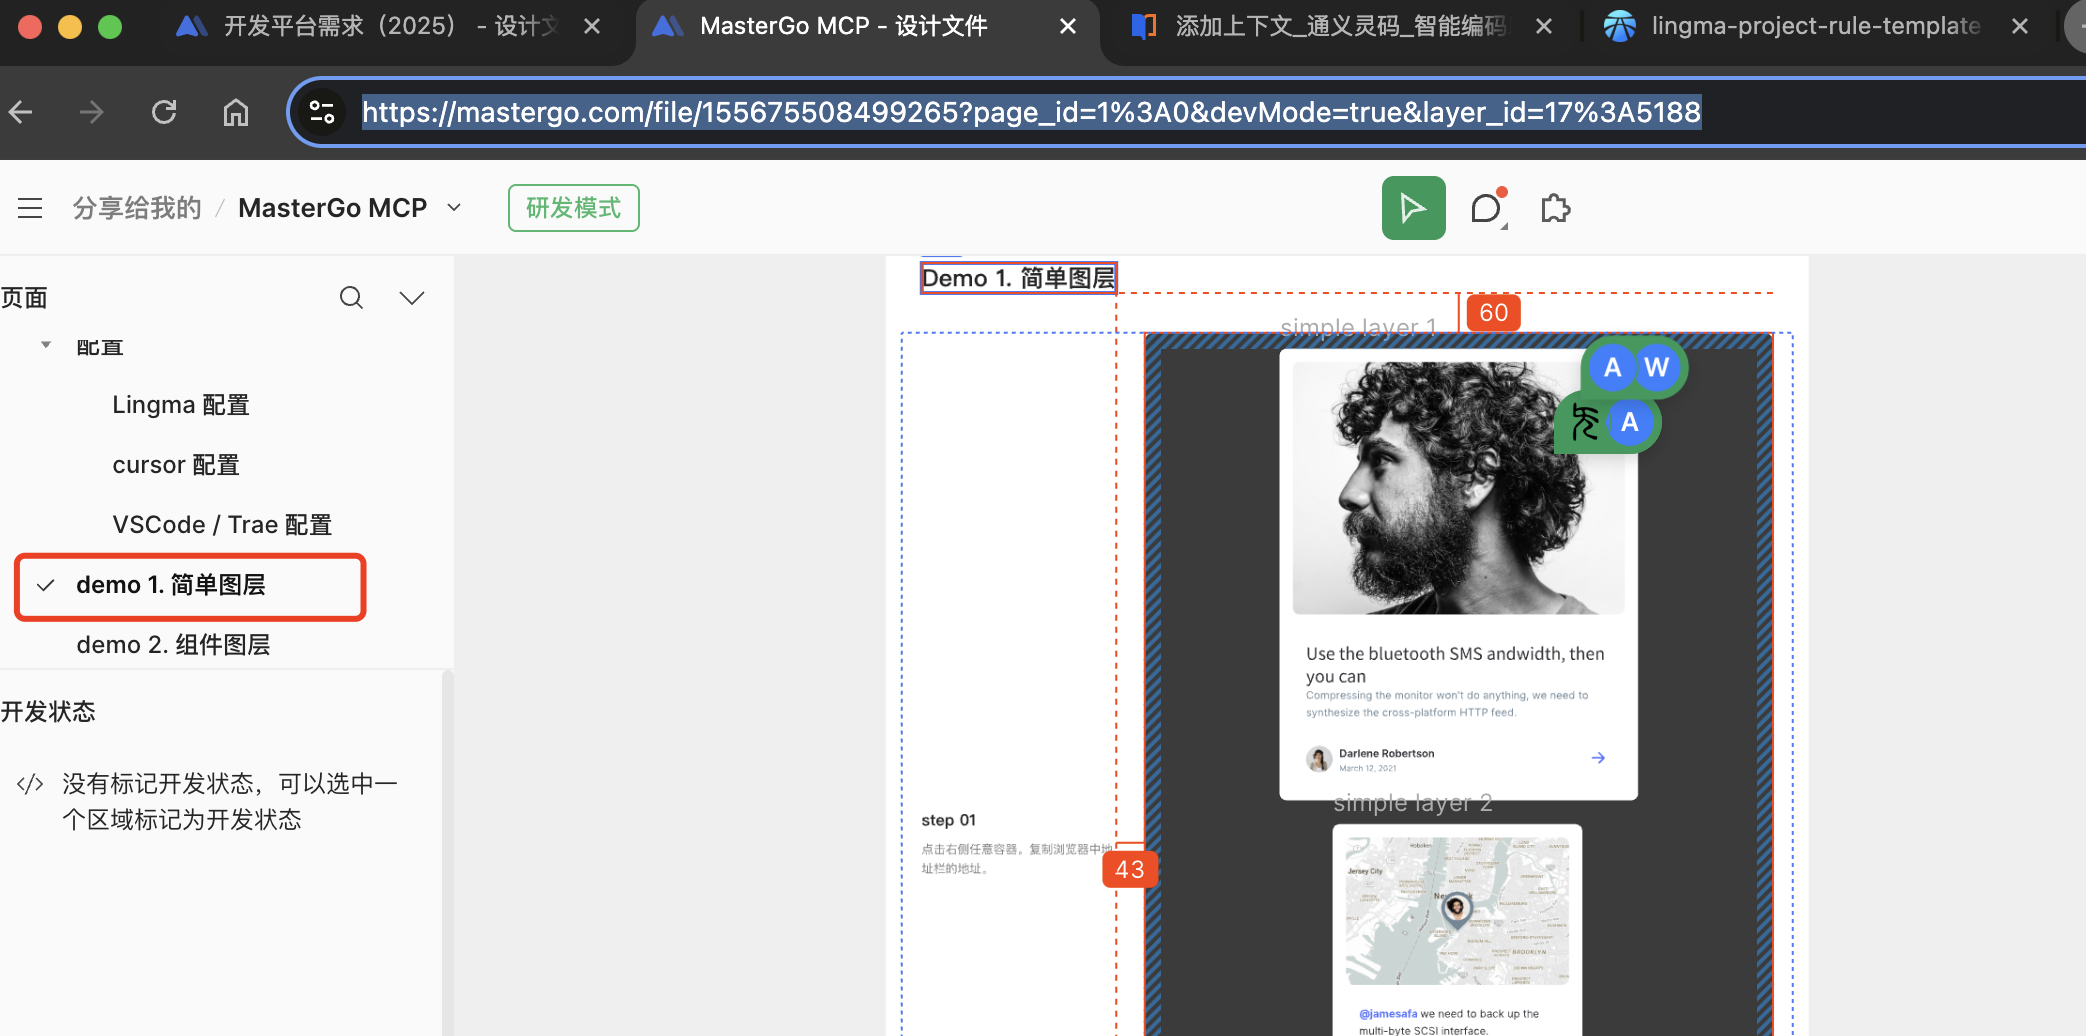 开发平台需求（2025） - 设计文
MasterGo MCP - 设计文件
添加上下文_通义灵码_智能编码
lingma-project-rule-template
https://mastergo.com/file/155675508499265?page_id=1%3A0&devMode=true&layer_id=17%3A5188
分享给我的 / MasterGo MCP
研发模式
页面
配置
Lingma 配置
cursor 配置
VSCode / Trae 配置
demo 1. 简单图层
demo 2. 组件图层
开发状态
</> 没有标记开发状态，可以选中一
个区域标记为开发状态
Demo 1. 简单图层
60
simple layer 1
A W
A
Use the bluetooth SMS andwidth, then
you can
Compressing the monitor won't do anything, we need to
synthesize the cross-platform HTTP feed.
Darlene Robertson
March 12, 2021
simple layer 2
step 01
点击右侧任意容器。复制浏览器中地
址栏的地址。
43
Hoboken
Jersey City
New
BROOKLYN
@jamesafa we need to back up the
multi-byte SCSI interface.